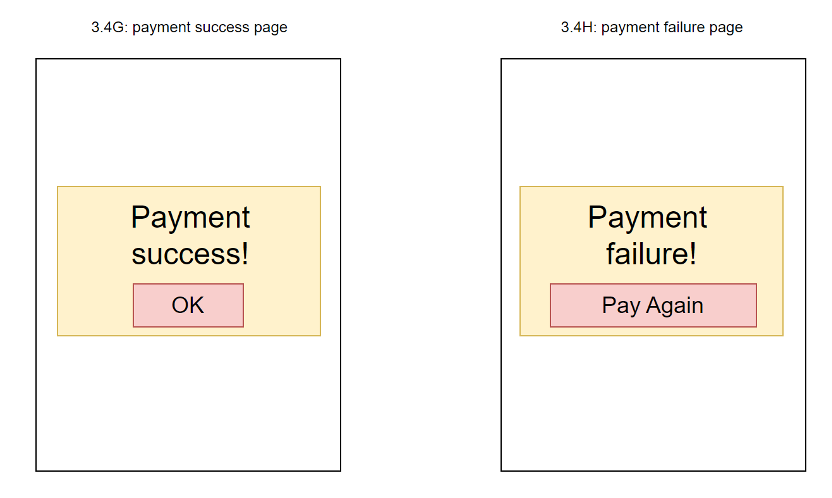 3.4G: payment success page
3.4H: payment failure page
Payment
success!
OK
Payment
failure!
Pay Again